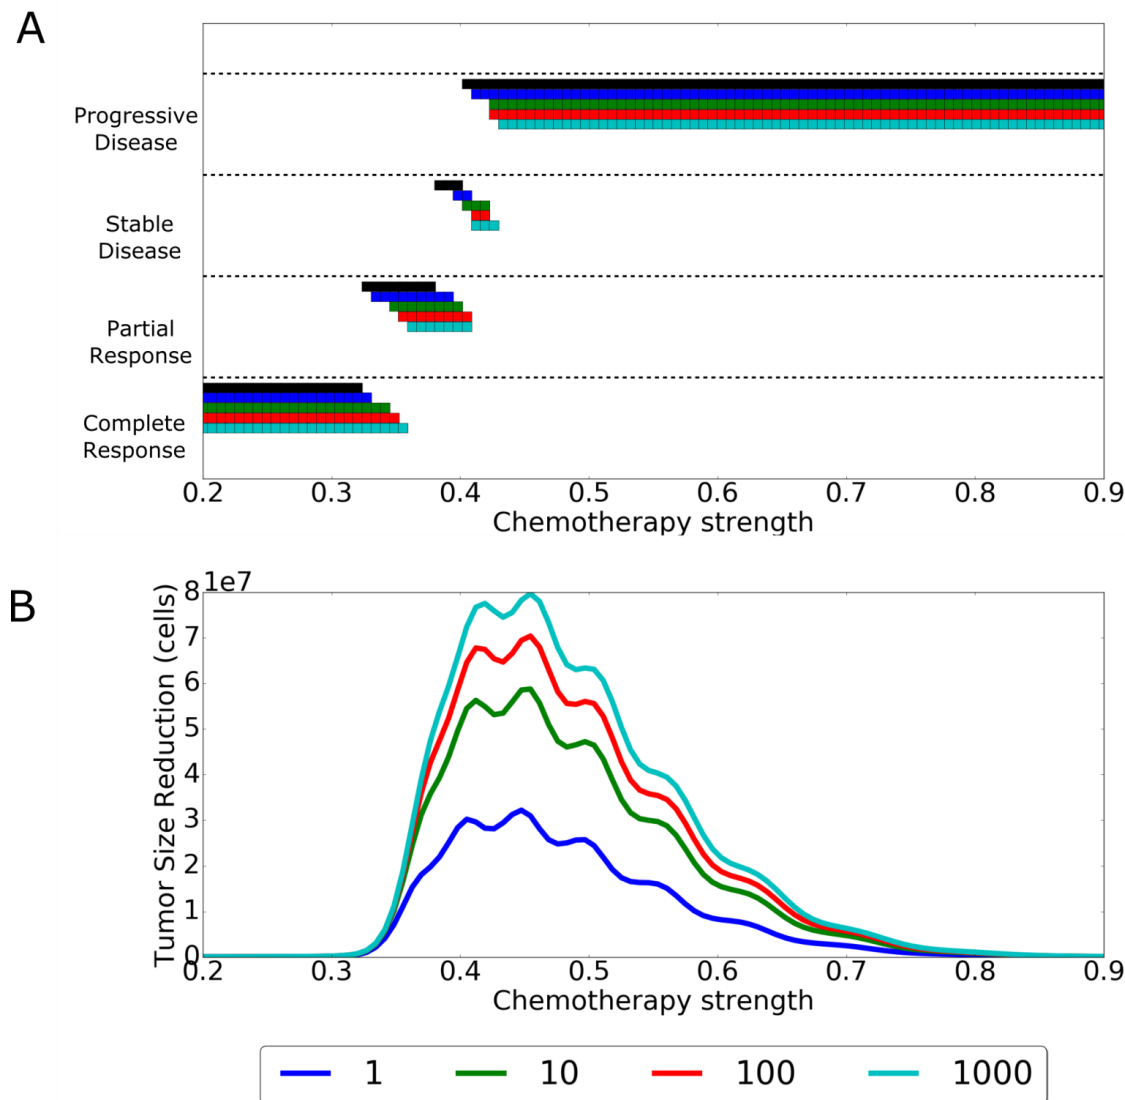 A
Progressive
Disease
Stable
Disease
Partial
Response
Complete
Response
0.2 0.3 0.4 0.5 0.6 0.7 0.8 0.9
Chemotherapy strength
B
1e7
8
7
6
5
4
3
2
1
0
Tumor Size Reduction (cells)
0.2 0.3 0.4 0.5 0.6 0.7 0.8 0.9
Chemotherapy strength
1 10 100 1000